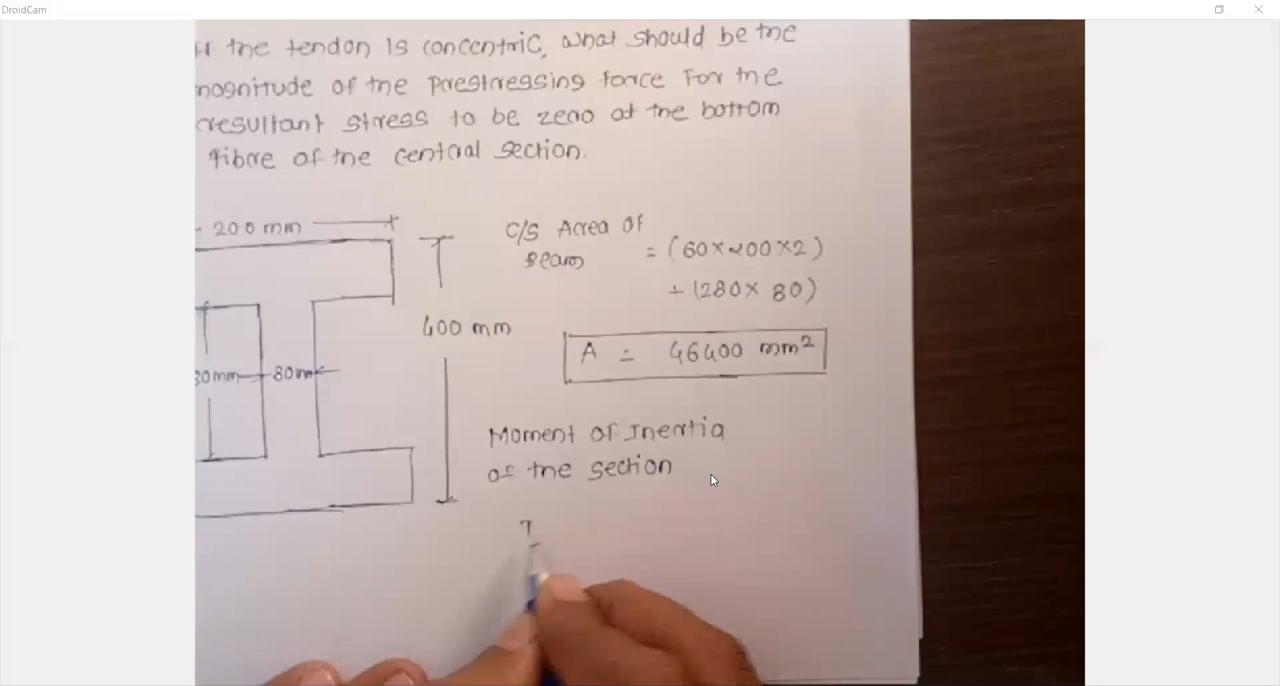 DroidCam
If the tendon is concentric, what should be the
magnitude of the prestressing force For the
resultant stress to be zero at the bottom
fibre of the central section.
200 mm
C/S Area of
Beam
= (60×200×2)
+ (280× 80)
400 mm
A = 46400 mm²
80mm
Moment of Inertia
of the section
I